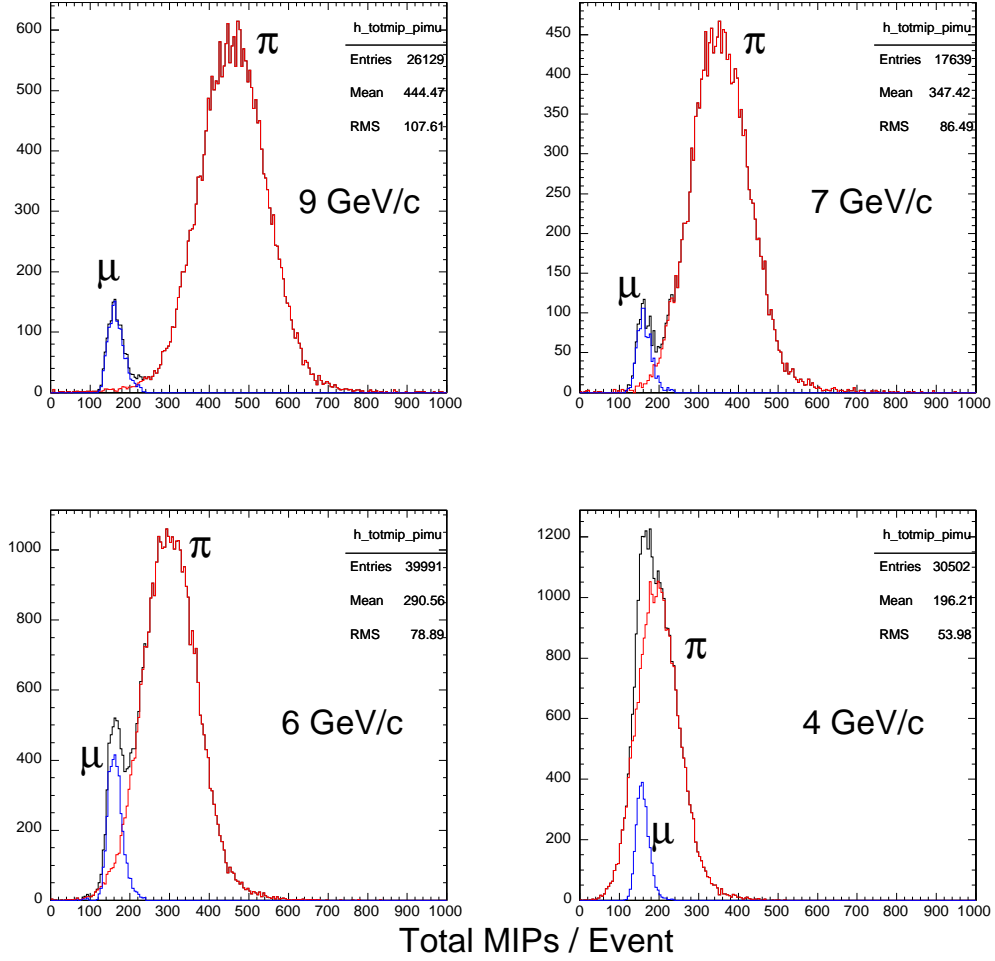 h_totmip_pimu
Entries 26129
Mean 444.47
RMS 107.61
π
μ
9 GeV/c
600
500
400
300
200
100
0
0 100 200 300 400 500 600 700 800 900 1000
h_totmip_pimu
Entries 17639
Mean 347.42
RMS 86.49
π
μ
7 GeV/c
450
400
350
300
250
200
150
100
50
0
0 100 200 300 400 500 600 700 800 900 1000
h_totmip_pimu
Entries 39991
Mean 290.56
RMS 78.89
π
μ
6 GeV/c
1000
800
600
400
200
0
0 100 200 300 400 500 600 700 800 900 1000
h_totmip_pimu
Entries 30502
Mean 196.21
RMS 53.98
π
μ
4 GeV/c
1200
1000
800
600
400
200
0
0 100 200 300 400 500 600 700 800 900 1000
Total MIPs / Event